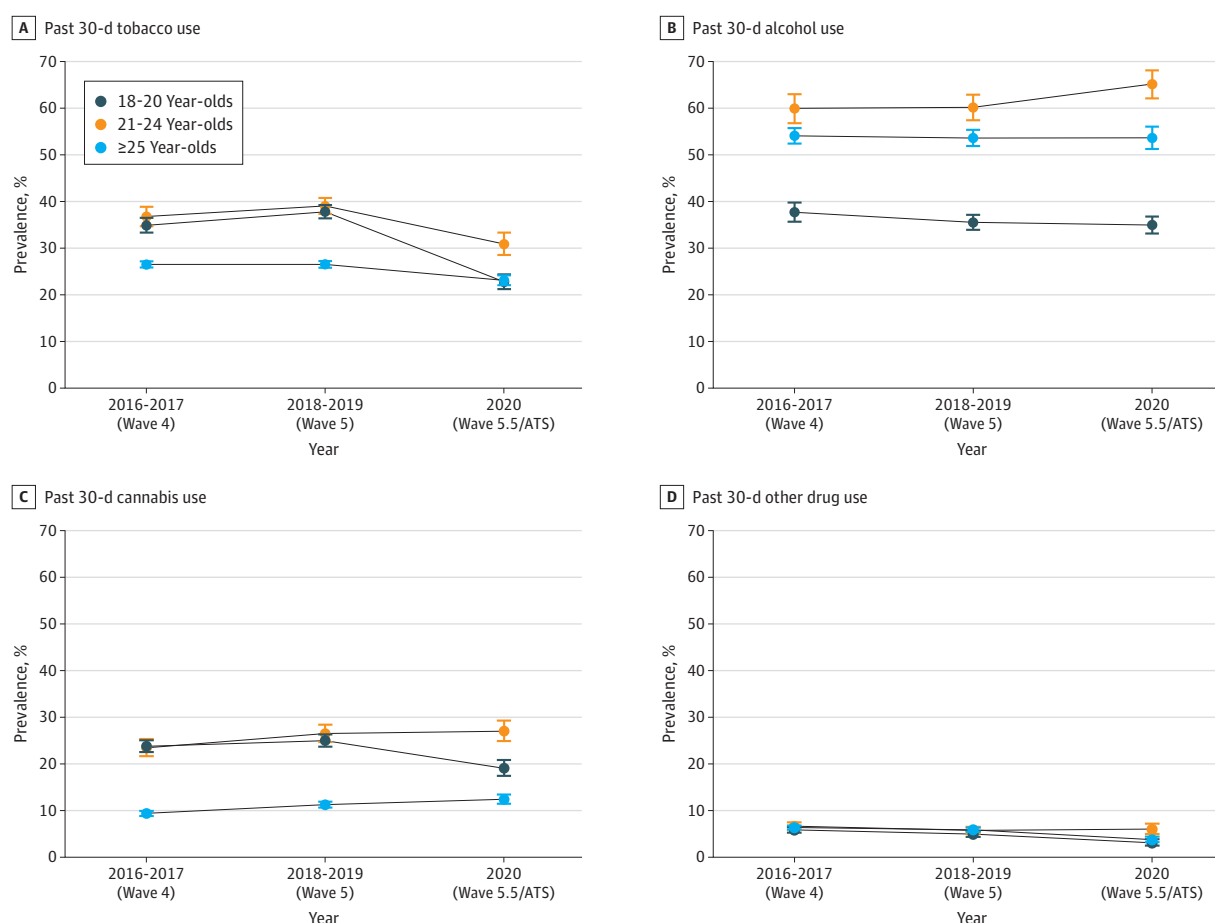 A Past 30-d tobacco use
70
60
50
40
30
20
10
0
Prevalence, %
18-20 Year-olds
21-24 Year-olds
≥25 Year-olds
2016-2017
(Wave 4)
2018-2019
(Wave 5)
2020
(Wave 5.5/ATS)
Year
B Past 30-d alcohol use
70
60
50
40
30
20
10
0
Prevalence, %
2016-2017
(Wave 4)
2018-2019
(Wave 5)
2020
(Wave 5.5/ATS)
Year
C Past 30-d cannabis use
70
60
50
40
30
20
10
0
Prevalence, %
2016-2017
(Wave 4)
2018-2019
(Wave 5)
2020
(Wave 5.5/ATS)
Year
D Past 30-d other drug use
70
60
50
40
30
20
10
0
Prevalence, %
2016-2017
(Wave 4)
2018-2019
(Wave 5)
2020
(Wave 5.5/ATS)
Year